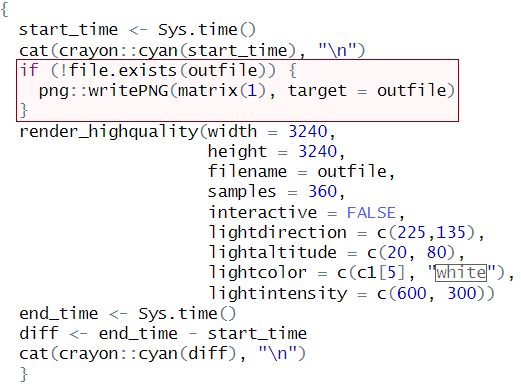 {
  start_time <- Sys.time()
  cat(crayon::cyan(start_time), "\n")
  if (!file.exists(outfile)) {
    png::writePNG(matrix(1), target = outfile)
  }
  render_highquality(width = 3240,
                     height = 3240,
                     filename = outfile,
                     samples = 360,
                     interactive = FALSE,
                     lightdirection = c(225,135),
                     lightaltitude = c(20, 80),
                     lightcolor = c(c1[5], "white"),
                     lightintensity = c(600, 300))
  end_time <- Sys.time()
  diff <- end_time - start_time
  cat(crayon::cyan(diff), "\n")
  }